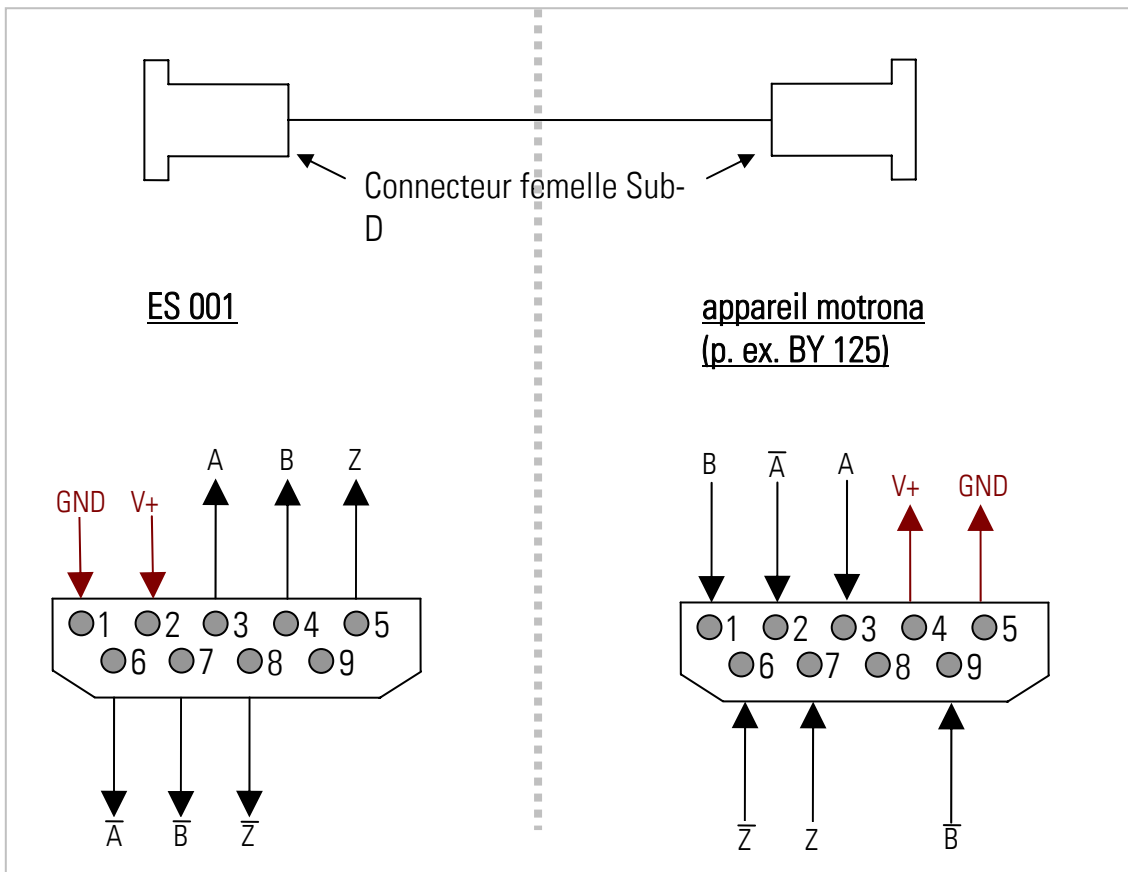 Connecteur femelle Sub-
D
ES 001
appareil motrona
(p. ex. BY 125)
GND V+ A B Z
1 2 3 4 5
6 7 8 9
A̅ B̅ Z̅
B A̅ A V+ GND
1 2 3 4 5
6 7 8 9
Z̅ Z B̅